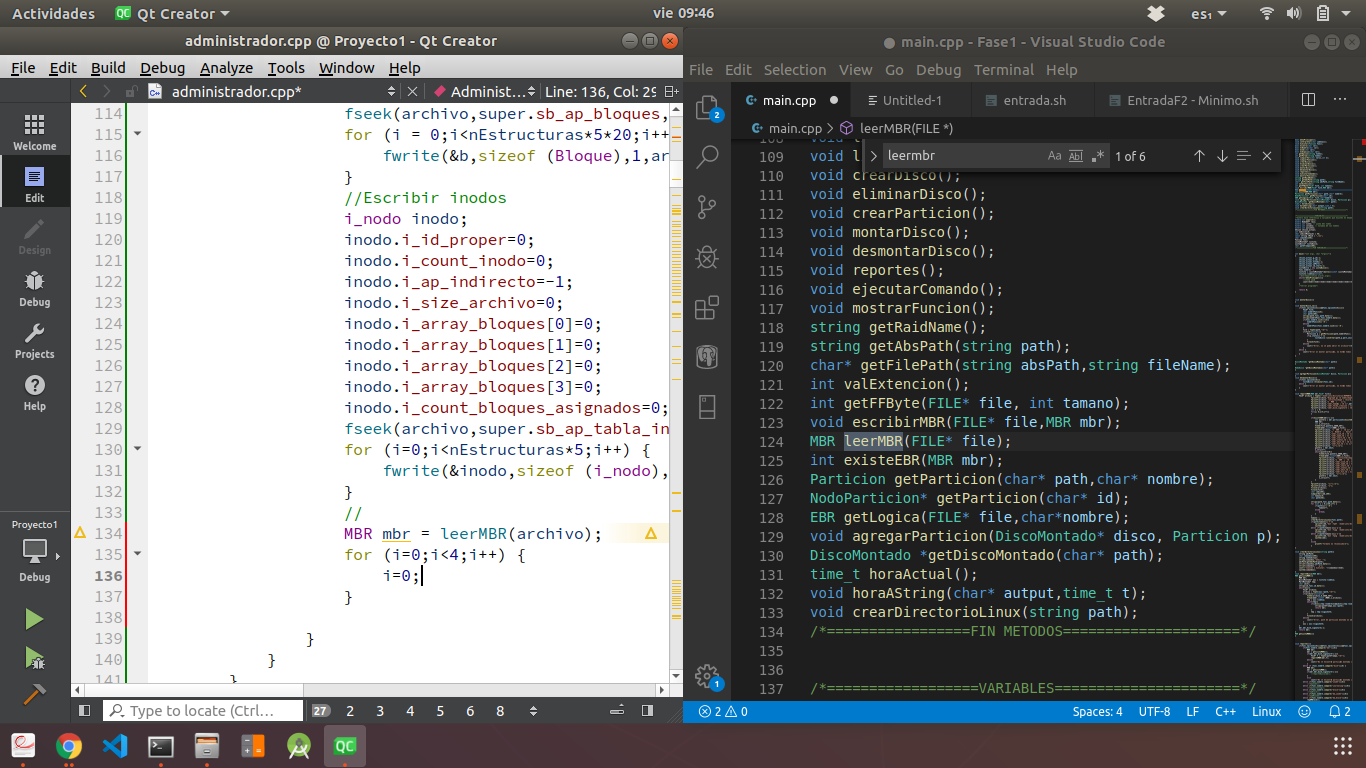 Actividades
Qt Creator
vie 09:46
es₁
administrador.cpp @ Proyecto1 - Qt Creator
File Edit Build Debug Analyze Tools Window Help
administrador.cpp*
Administ...
Line: 136, Col: 29
Welcome
Edit
Design
Debug
Projects
Help
Proyecto1
Debug
114 fseek(archivo,super.sb_ap_bloques,
115 for (i = 0;i<nEstructuras*5*20;i++
116 fwrite(&b,sizeof (Bloque),1,ar
117 }
118 //Escribir inodos
119 i_nodo inodo;
120 inodo.i_id_proper=0;
121 inodo.i_count_inodo=0;
122 inodo.i_ap_indirecto=-1;
123 inodo.i_size_archivo=0;
124 inodo.i_array_bloques[0]=0;
125 inodo.i_array_bloques[1]=0;
126 inodo.i_array_bloques[2]=0;
127 inodo.i_array_bloques[3]=0;
128 inodo.i_count_bloques_asignados=0;
129 fseek(archivo,super.sb_ap_tabla_in
130 for (i=0;i<nEstructuras*5;i++) {
131 fwrite(&inodo,sizeof (i_nodo),
132 }
133 //
134 MBR mbr = leerMBR(archivo);
135 for (i=0;i<4;i++) {
136 i=0;
137 }
138
139 }
140 }
141 }
Type to locate (Ctrl...
27 2 3 4 5 6 8
main.cpp - Fase1 - Visual Studio Code
File Edit Selection View Go Debug Terminal Help
2
main.cpp
Untitled-1
entrada.sh
EntradaF2 - Minimo.sh
main.cpp > leerMBR(FILE *)
leermbr
Aa Abl .*
1 of 6
109 void l
110 void crearDisco();
111 void eliminarDisco();
112 void crearParticion();
113 void montarDisco();
114 void desmontarDisco();
115 void reportes();
116 void ejecutarComando();
117 void mostrarFuncion();
118 string getRaidName();
119 string getAbsPath(string path);
120 char* getFilePath(string absPath,string fileName);
121 int valExtencion();
122 int getFFByte(FILE* file, int tamano);
123 void escribirMBR(FILE* file,MBR mbr);
124 MBR leerMBR(FILE* file);
125 int existeEBR(MBR mbr);
126 Particion getParticion(char* path,char* nombre);
127 NodoParticion* getParticion(char* id);
128 EBR getLogica(FILE* file,char*nombre);
129 void agregarParticion(DiscoMontado* disco, Particion p);
130 DiscoMontado *getDiscoMontado(char* path);
131 time_t horaActual();
132 void horaAString(char* autput,time_t t);
133 void crearDirectorioLinux(string path);
134 /*=================FIN METODOS=====================*/
135
136
137 /*==================VARIABLES======================*/
1
2 0
Spaces: 4 UTF-8 LF C++ Linux 2